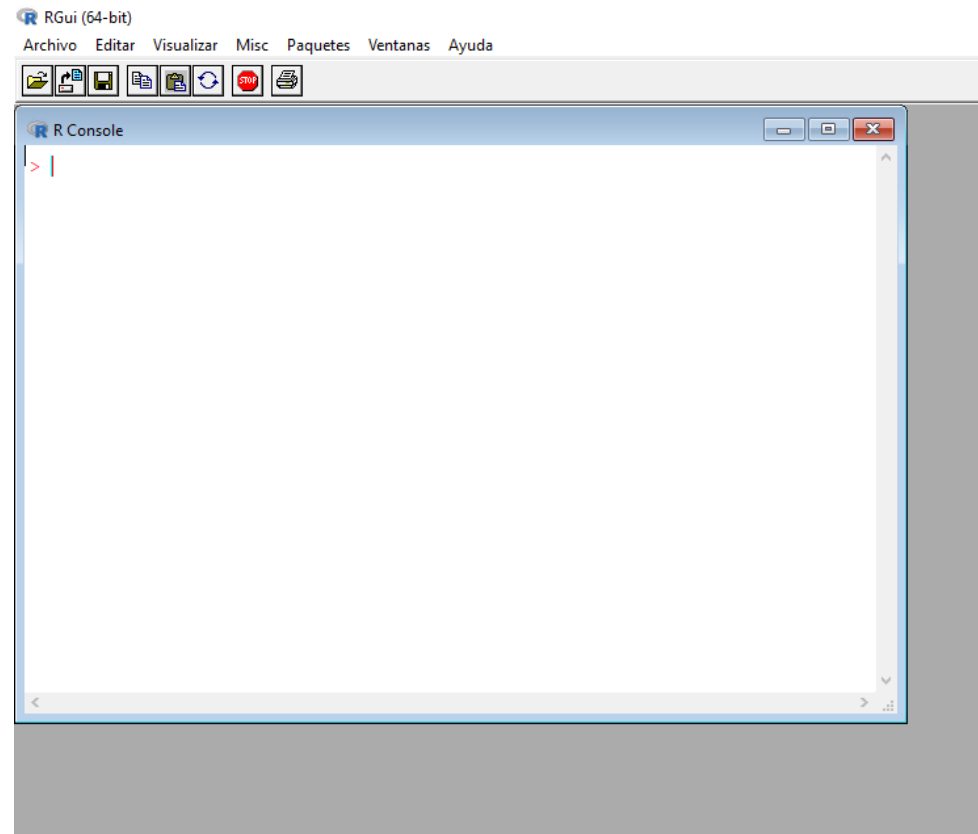 RGui (64-bit)
Archivo Editar Visualizar Misc Paquetes Ventanas Ayuda
STOP
R Console
>